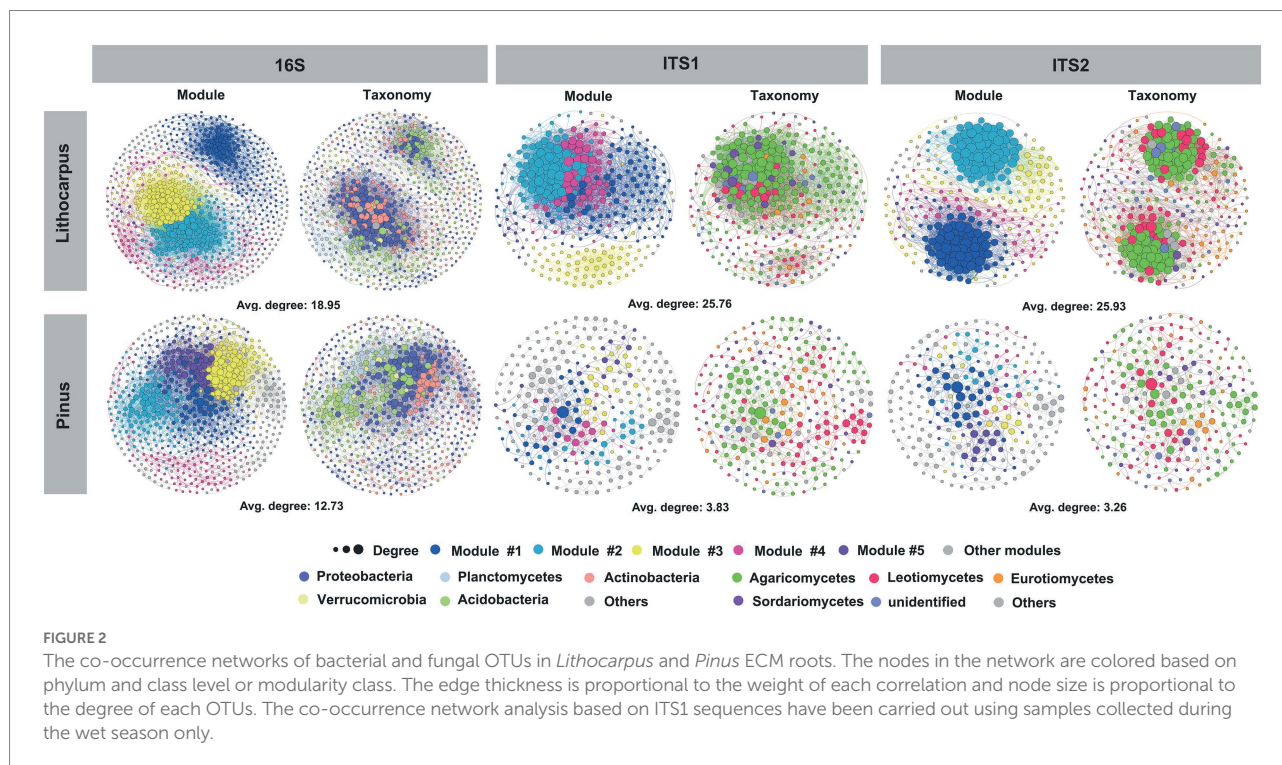 16S ITS1 ITS2
Module Taxonomy Module Taxonomy Module Taxonomy
Lithocarpus
Avg. degree: 18.95 Avg. degree: 25.76 Avg. degree: 25.93
Pinus
Avg. degree: 12.73 Avg. degree: 3.83 Avg. degree: 3.26
Degree Module #1 Module #2 Module #3 Module #4 Module #5 Other modules
Proteobacteria Planctomycetes Actinobacteria Agaricomycetes Leotiomycetes Eurotiomycetes
Verrucomicrobia Acidobacteria Others Sordariomycetes unidentified Others
FIGURE 2
The co-occurrence networks of bacterial and fungal OTUs in Lithocarpus and Pinus ECM roots. The nodes in the network are colored based on
phylum and class level or modularity class. The edge thickness is proportional to the weight of each correlation and node size is proportional to
the degree of each OTUs. The co-occurrence network analysis based on ITS1 sequences have been carried out using samples collected during
the wet season only.